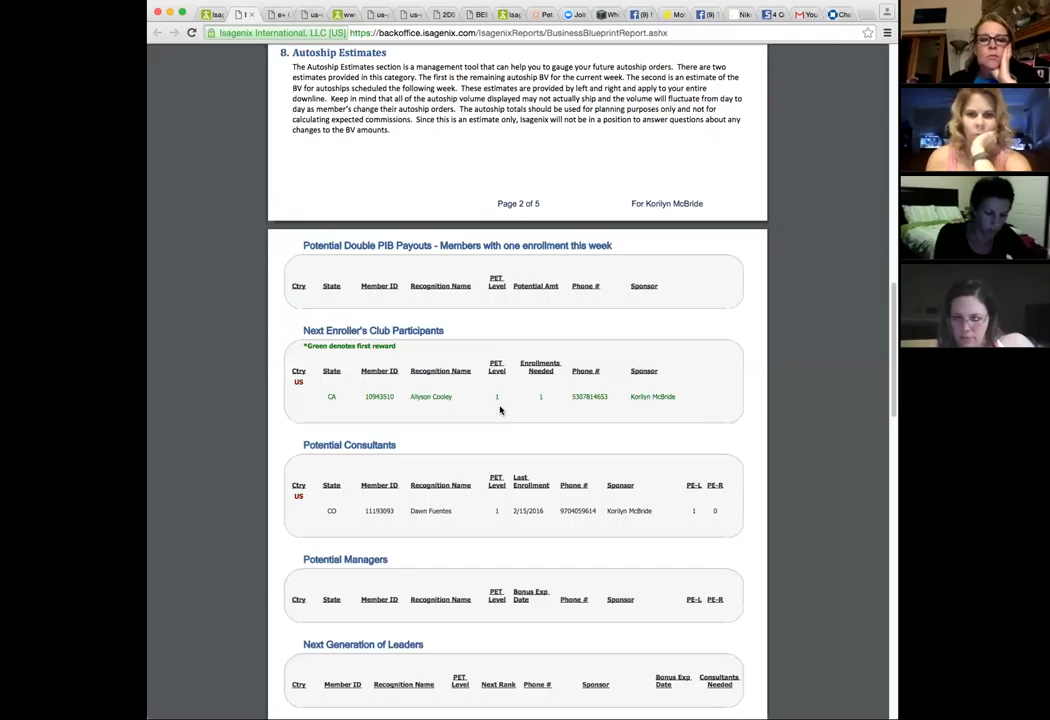 Isagenix International, LLC [US] https://backoffice.isagenix.com/IsagenixReports/BusinessBlueprintReport.ashx
8. Autoship Estimates
The Autoship Estimates section is a management tool that can help you to gauge your future autoship orders. There are two
estimates provided in this category. The first is the remaining autoship BV for the current week. The second is an estimate of the
BV for autoships scheduled the following week. These estimates are provided by left and right and apply to your entire
downline. Keep in mind that all of the autoship volume displayed may not actually ship and the volume will fluctuate from day to
day as member's change their autoship orders. The autoship totals should be used for planning purposes only and not for
calculating expected commissions. Since this is an estimate only, Isagenix will not be in a position to answer questions about any
changes to the BV amounts.
Page 2 of 5 For Korilyn McBride
Potential Double PIB Payouts - Members with one enrollment this week
Ctry State Member ID Recognition Name PET Level Potential Amt Phone # Sponsor
Next Enroller's Club Participants
*Green denotes first reward
Ctry State Member ID Recognition Name PET Level Enrollments Needed Phone # Sponsor
US
CA 10943510 Allyson Cooley 1 1 5307814653 Korilyn McBride
Potential Consultants
Ctry State Member ID Recognition Name PET Level Last Enrollment Phone # Sponsor PE-L PE-R
US
CO 11193093 Dawn Fuentes 1 2/15/2016 9704059614 Korilyn McBride 1 0
Potential Managers
Ctry State Member ID Recognition Name PET Level Bonus Exp Date Phone # Sponsor PE-L PE-R
Next Generation of Leaders
Ctry Member ID Recognition Name PET Level Next Rank Phone # Sponsor Bonus Exp Date Consultants Needed